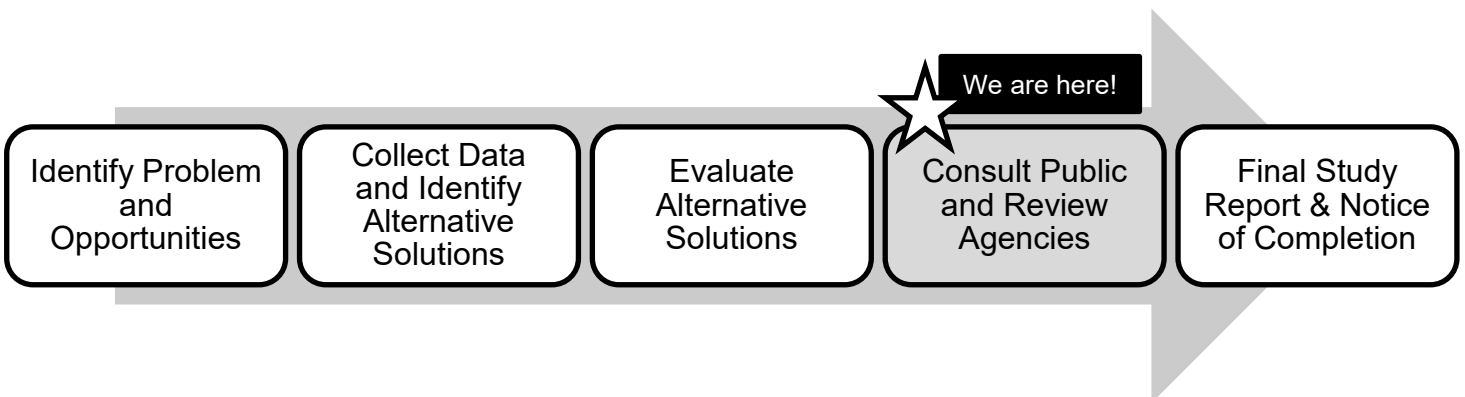 We are here!
Identify Problem
and
Opportunities
Collect Data
and Identify
Alternative
Solutions
Evaluate
Alternative
Solutions
Consult Public
and Review
Agencies
Final Study
Report & Notice
of Completion